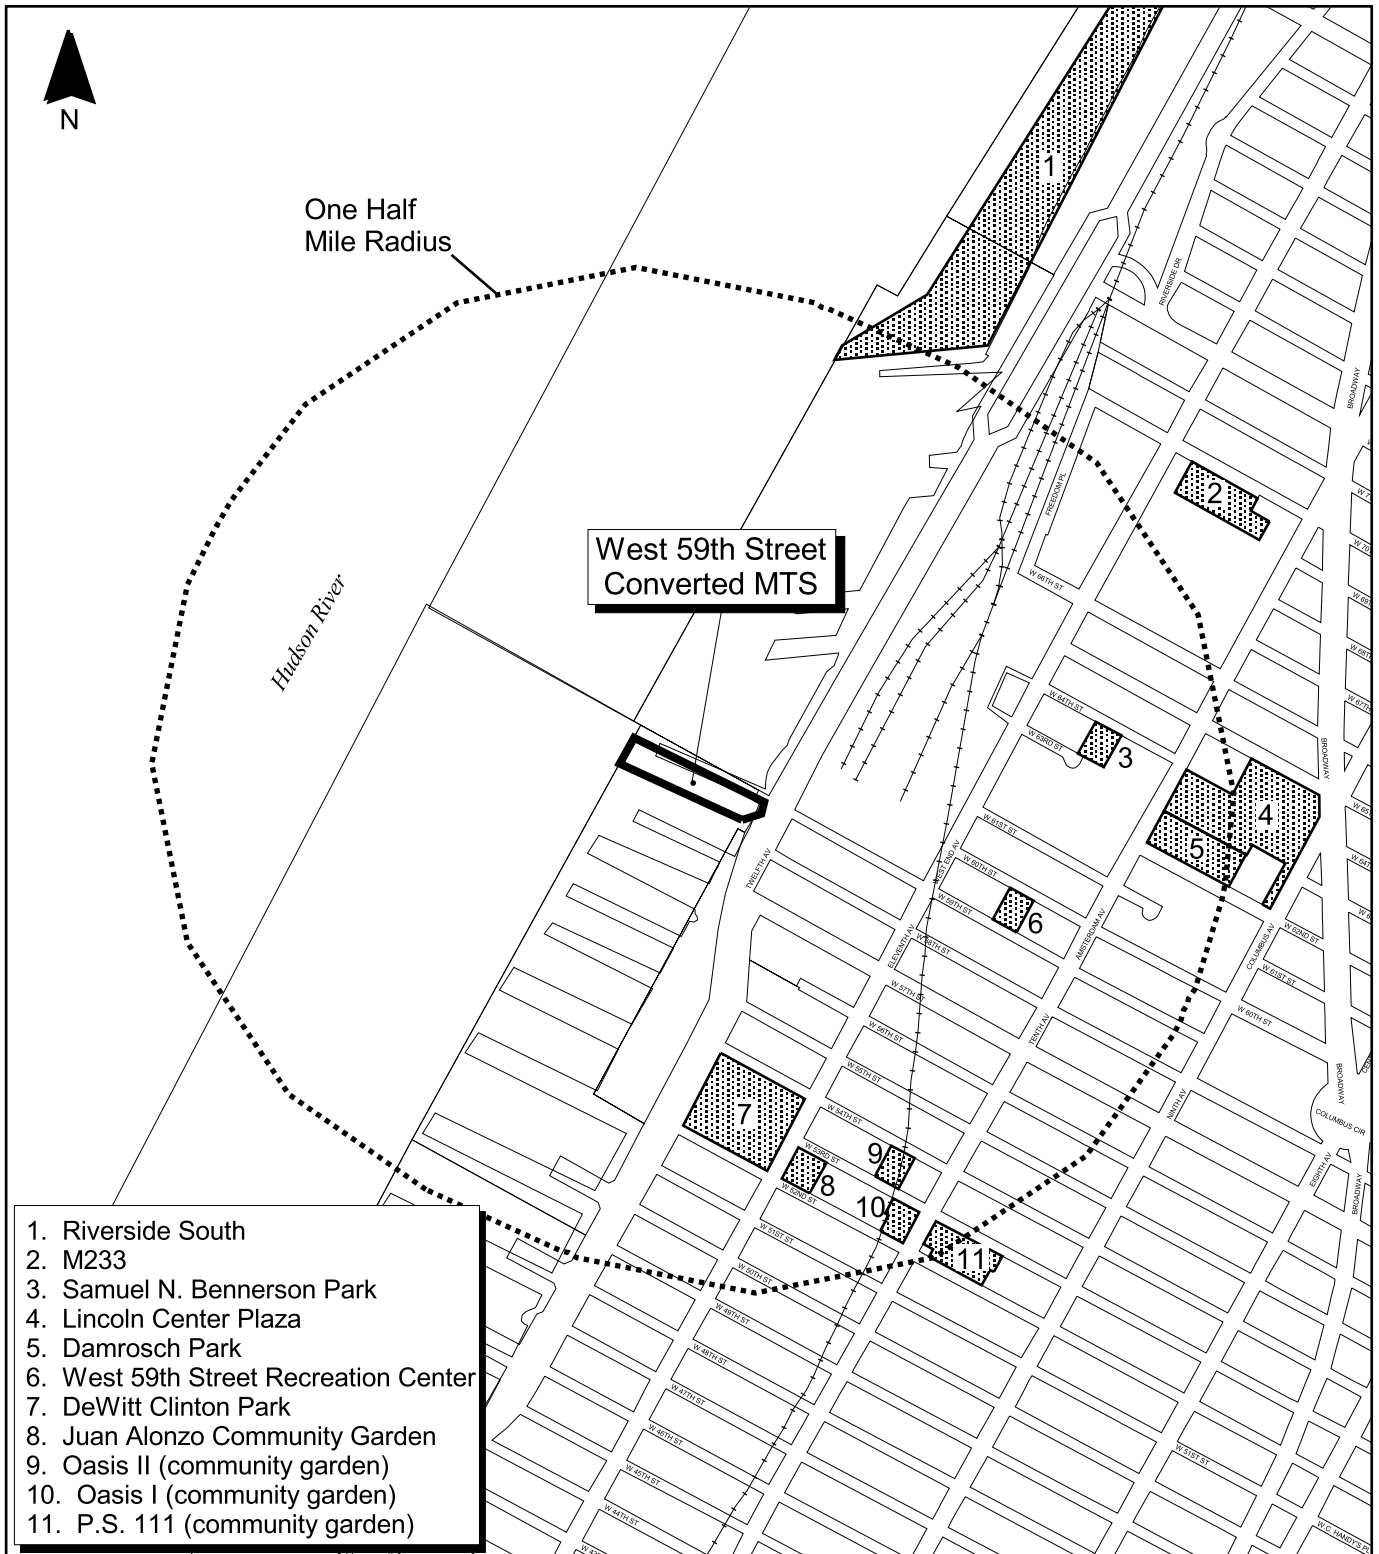 N
One Half
Mile Radius
Hudson River
West 59th Street
Converted MTS
1
2
3
4
5
6
7
8
9
10
11
RIVERSIDE DR
BROADWAY
FREEDOM PL
W 66TH ST
W 64TH ST
W 63RD ST
BROADWAY
W 61ST ST
W 60TH ST
W 59TH ST
W 58TH ST
W 57TH ST
W 56TH ST
W 55TH ST
W 54TH ST
W 53RD ST
W 52ND ST
W 51ST ST
W 50TH ST
W 49TH ST
W 48TH ST
W 47TH ST
W 46TH ST
W 45TH ST
W 44TH ST
TWELFTH AV
ELEVENTH AV
AMSTERDAM AV
TENTH AV
COLUMBUS AV
NINTH AV
W 62ND ST
W 61ST ST
W 60TH ST
BROADWAY
COLUMBUS CIR
EIGHTH AV
BROADWAY
W 51ST ST
W.C. HANDY'S PL
1. Riverside South
2. M233
3. Samuel N. Bennerson Park
4. Lincoln Center Plaza
5. Damrosch Park
6. West 59th Street Recreation Center
7. DeWitt Clinton Park
8. Juan Alonzo Community Garden
9. Oasis II (community garden)
10. Oasis I (community garden)
11. P.S. 111 (community garden)